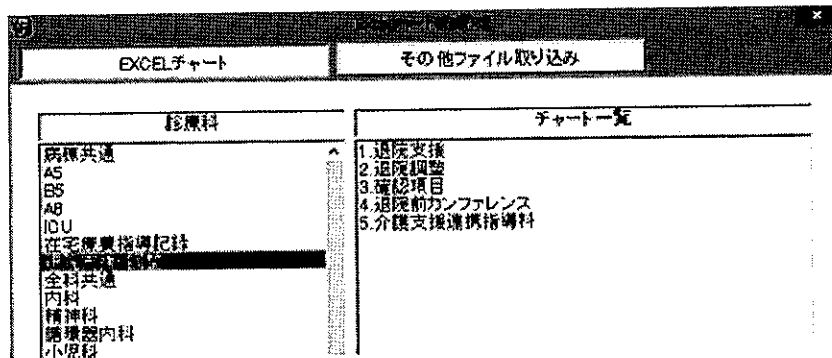 EXCELチャート
その他ファイル取り込み
診療科
チャート一覧
病棟共通
A5
B5
A6
ICU
在宅療養指導記録
全科共通
内科
精神科
循環器内科
小児科
1.退院支援
2.退院調整
3.確認項目
4.退院前カンファレンス
5.介護支援連携指導料